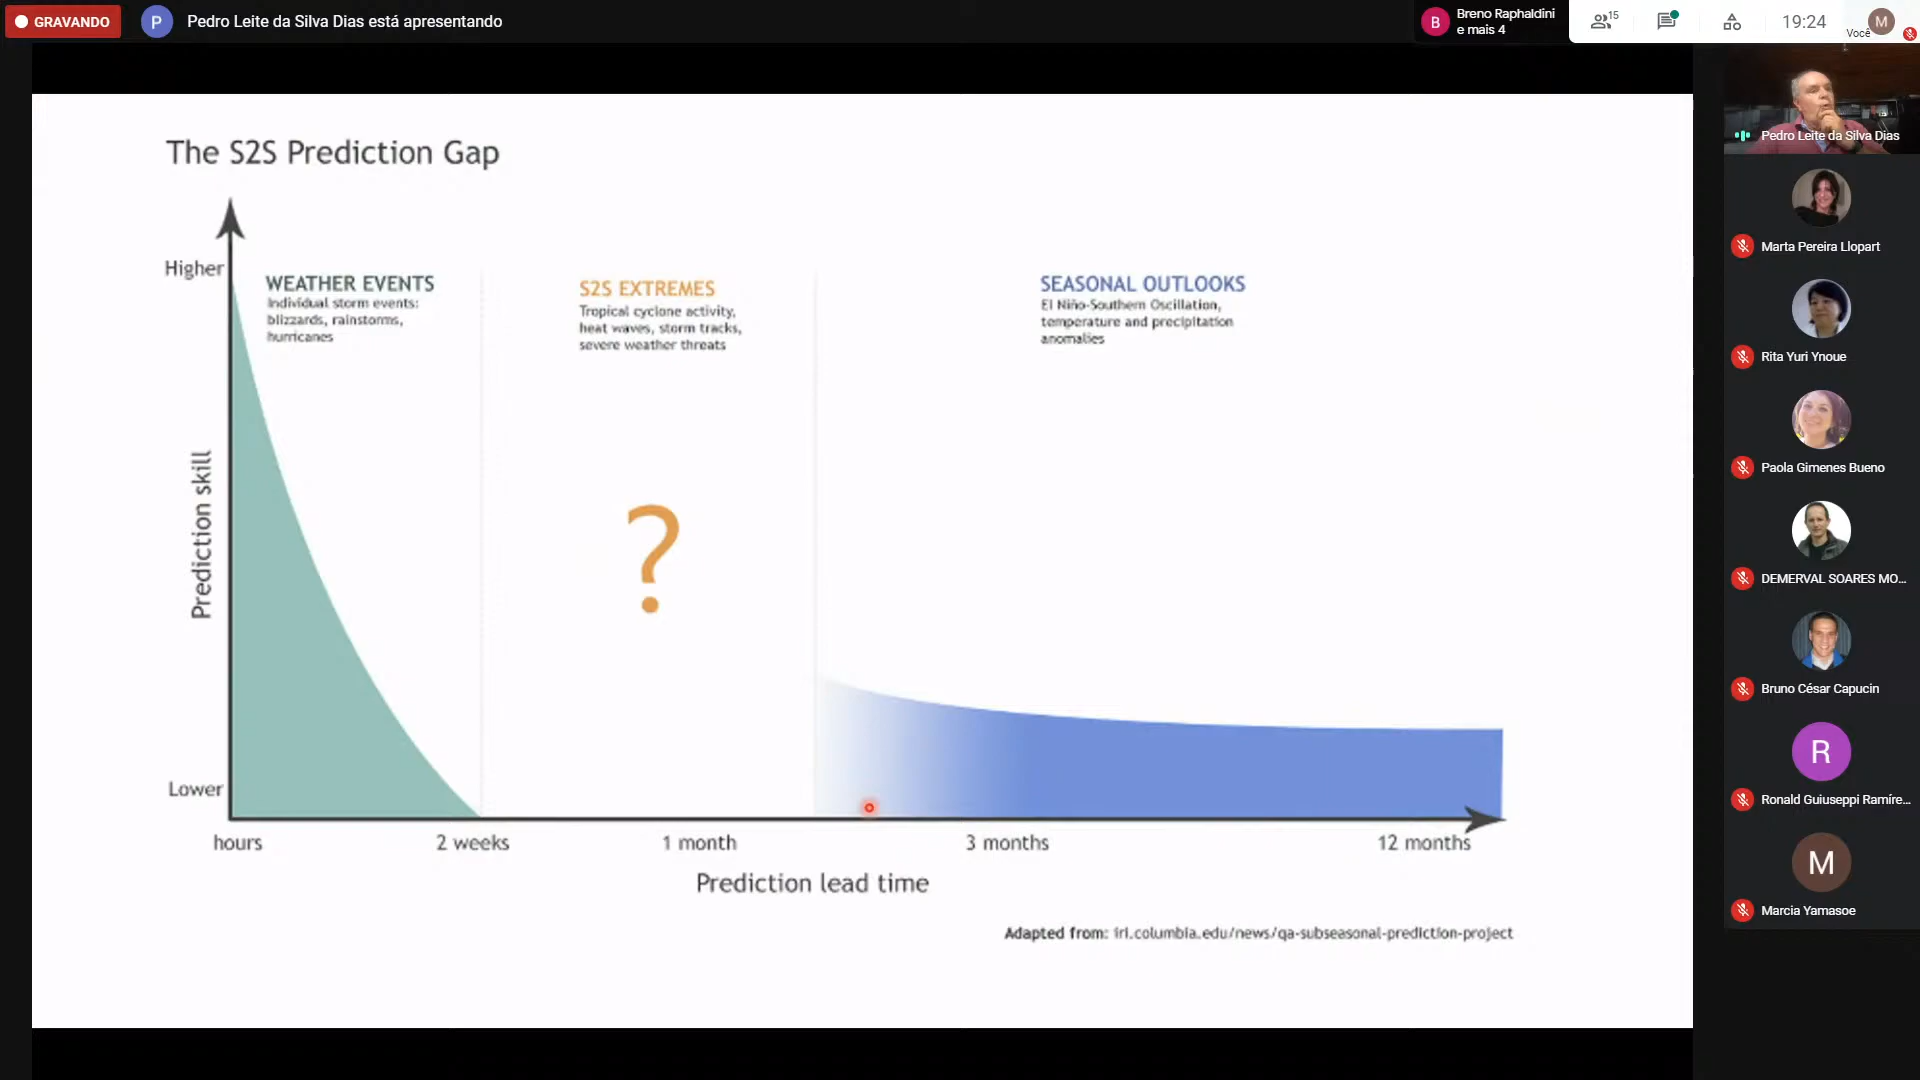 GRAVANDO
P
Pedro Leite da Silva Dias está apresentando
B
Breno Raphaldini
e mais 4
15
19:24
Você
M
The S2S Prediction Gap
Higher
WEATHER EVENTS
Individual storm events:
blizzards, rainstorms,
hurricanes
S2S EXTREMES
Tropical cyclone activity,
heat waves, storm tracks,
severe weather threats
SEASONAL OUTLOOKS
El Niño-Southern Oscillation,
temperature and precipitation
anomalies
?
Prediction skill
Lower
hours
2 weeks
1 month
3 months
12 months
Prediction lead time
Adapted from: iri.columbia.edu/news/qa-subseasonal-prediction-project
Pedro Leite da Silva Dias
Marta Pereira Llopart
Rita Yuri Ynoue
Paola Gimenes Bueno
DEMERVAL SOARES MO...
Bruno César Capucin
R
Ronald Guiuseppi Ramíre...
M
Marcia Yamasoe